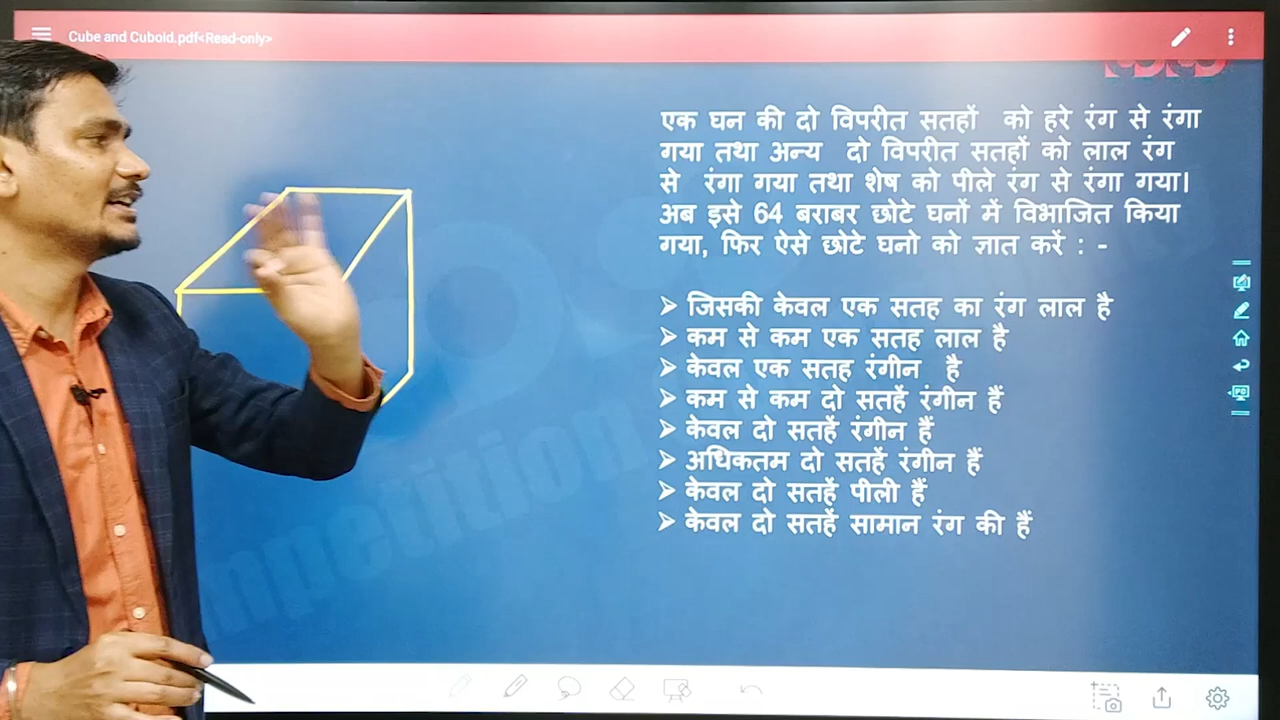 Cube and Cuboid.pdf<Read-only>
एक घन की दो विपरीत सतहों को हरे रंग से रंगा
गया तथा अन्य दो विपरीत सतहों को लाल रंग
से रंगा गया तथा शेष को पीले रंग से रंगा गया।
अब इसे 64 बराबर छोटे घनों में विभाजित किया
गया, फिर ऐसे छोटे घनो को ज्ञात करें : -
➤ जिसकी केवल एक सतह का रंग लाल है
➤ कम से कम एक सतह लाल है
➤ केवल एक सतह रंगीन है
➤ कम से कम दो सतहें रंगीन हैं
➤ केवल दो सतहें रंगीन हैं
➤ अधिकतम दो सतहें रंगीन हैं
➤ केवल दो सतहें पीली हैं
➤ केवल दो सतहें सामान रंग की हैं